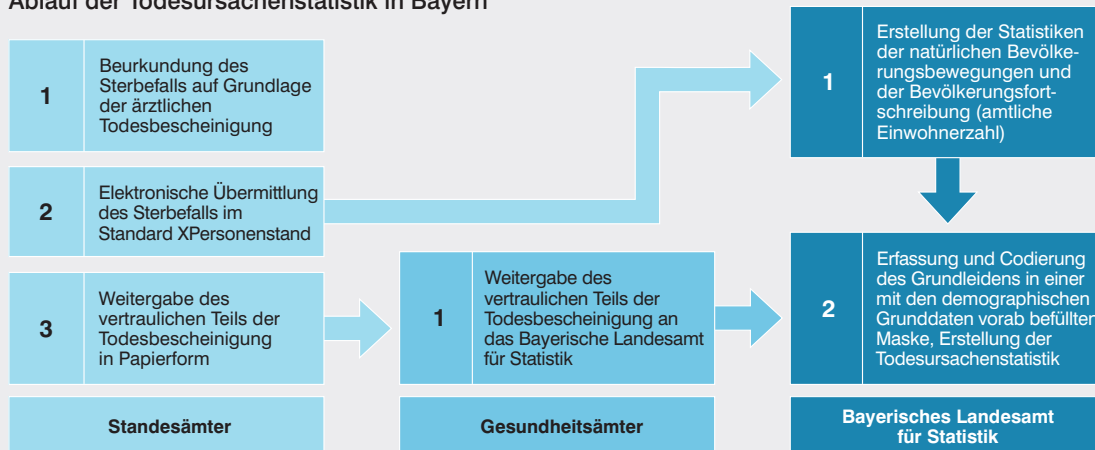 Ablauf der Todesursachenstatistik in Bayern
1
Beurkundung des
Sterbefalls auf Grundlage
der ärztlichen
Todesbescheinigung
2
Elektronische Übermittlung
des Sterbefalls im
Standard XPersonenstand
3
Weitergabe des
vertraulichen Teils der
Todesbescheinigung
in Papierform
Standesämter
1
Weitergabe des
vertraulichen Teils der
Todesbescheinigung an
das Bayerische Landesamt
für Statistik
Gesundheitsämter
1
Erstellung der Statistiken
der natürlichen Bevölke-
rungsbewegungen und
der Bevölkerungsfort-
schreibung (amtliche
Einwohnerzahl)
2
Erfassung und Codierung
des Grundleidens in einer
mit den demographischen
Grunddaten vorab befüllten
Maske, Erstellung der
Todesursachenstatistik
Bayerisches Landesamt
für Statistik